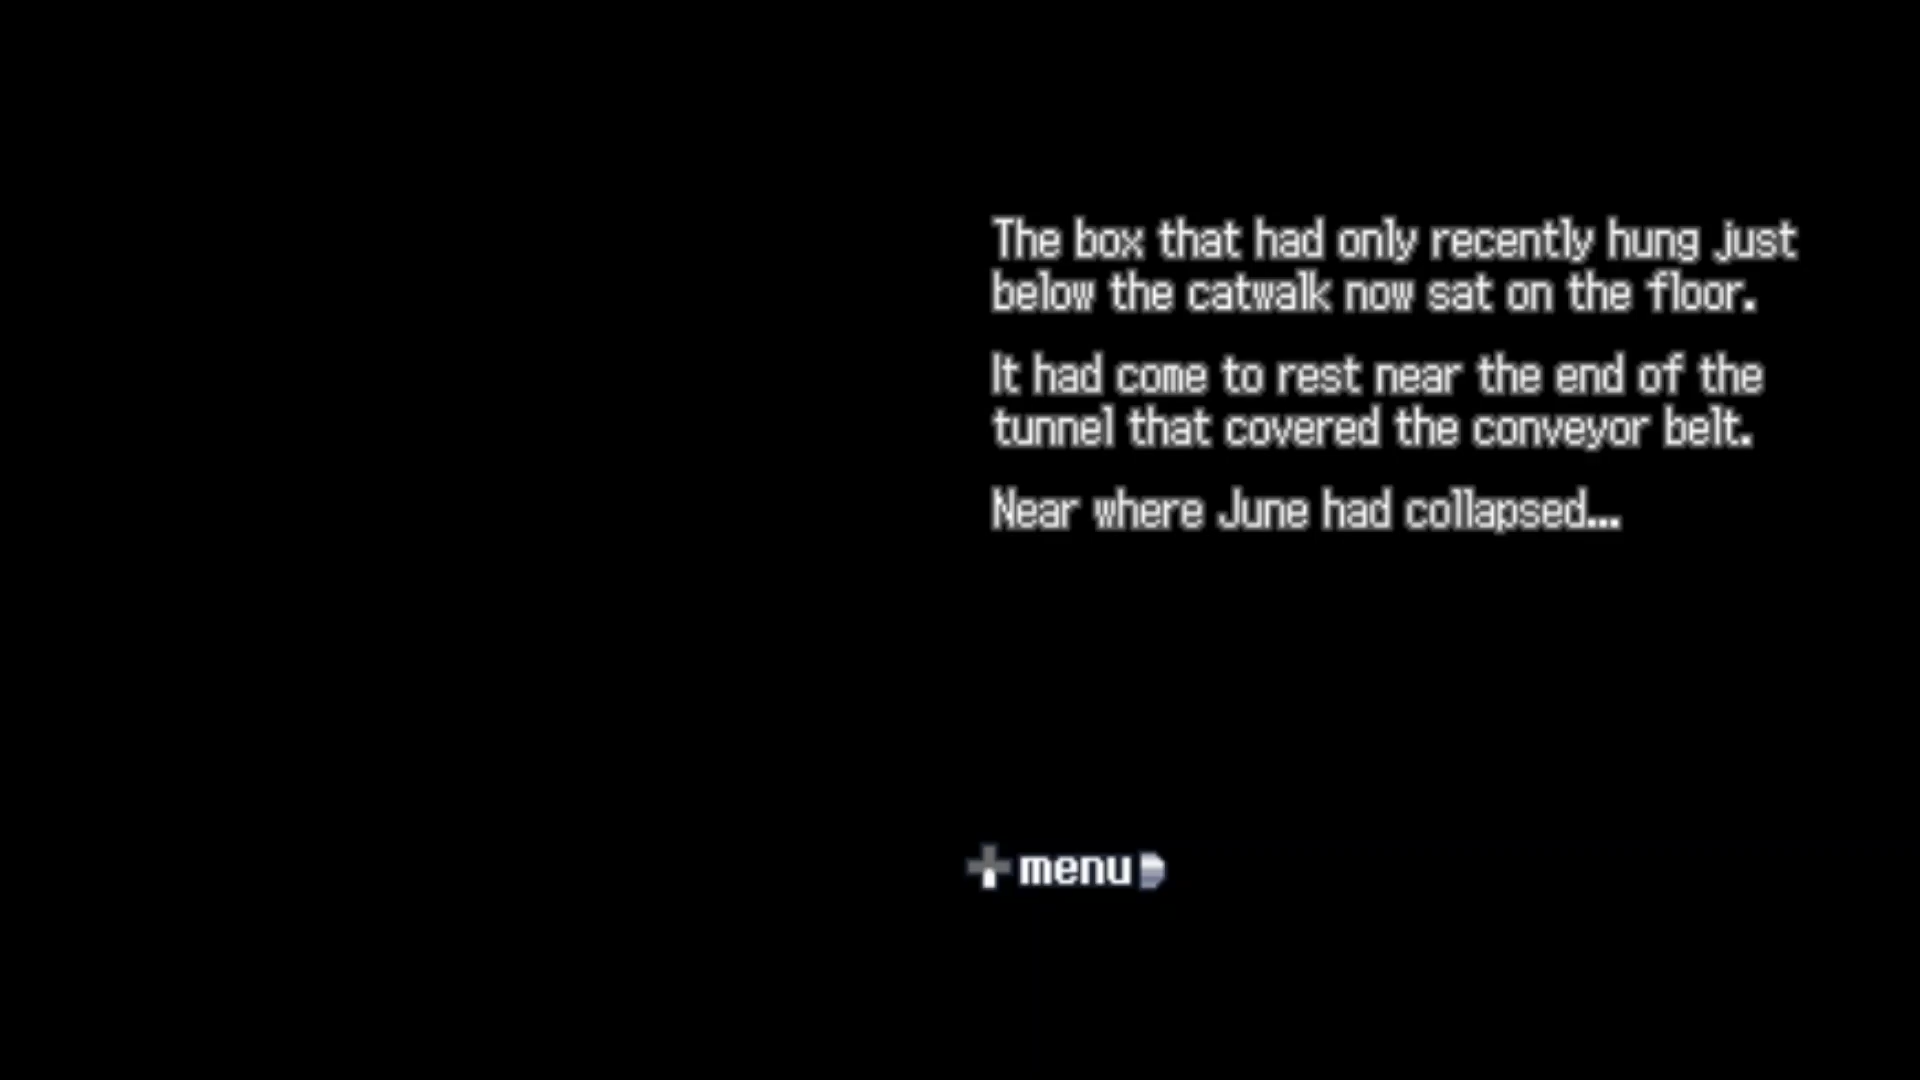 The box that had only recently hung just
below the catwalk now sat on the floor.
It had come to rest near the end of the
tunnel that covered the conveyor belt.
Near where June had collapsed...
menu